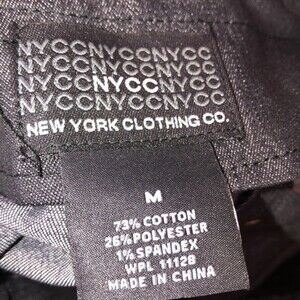 NYCCNYCCNYCC
NYCCNYCCNYCC
NYCCNYCCNYCC
NYCCNYCCNYCC
NEW YORK CLOTHING CO.
M
73% COTTON
26% POLYESTER
1% SPANDEX
WPL 11128
MADE IN CHINA